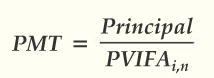 PMT = Principal / PVIFA_{i,n}